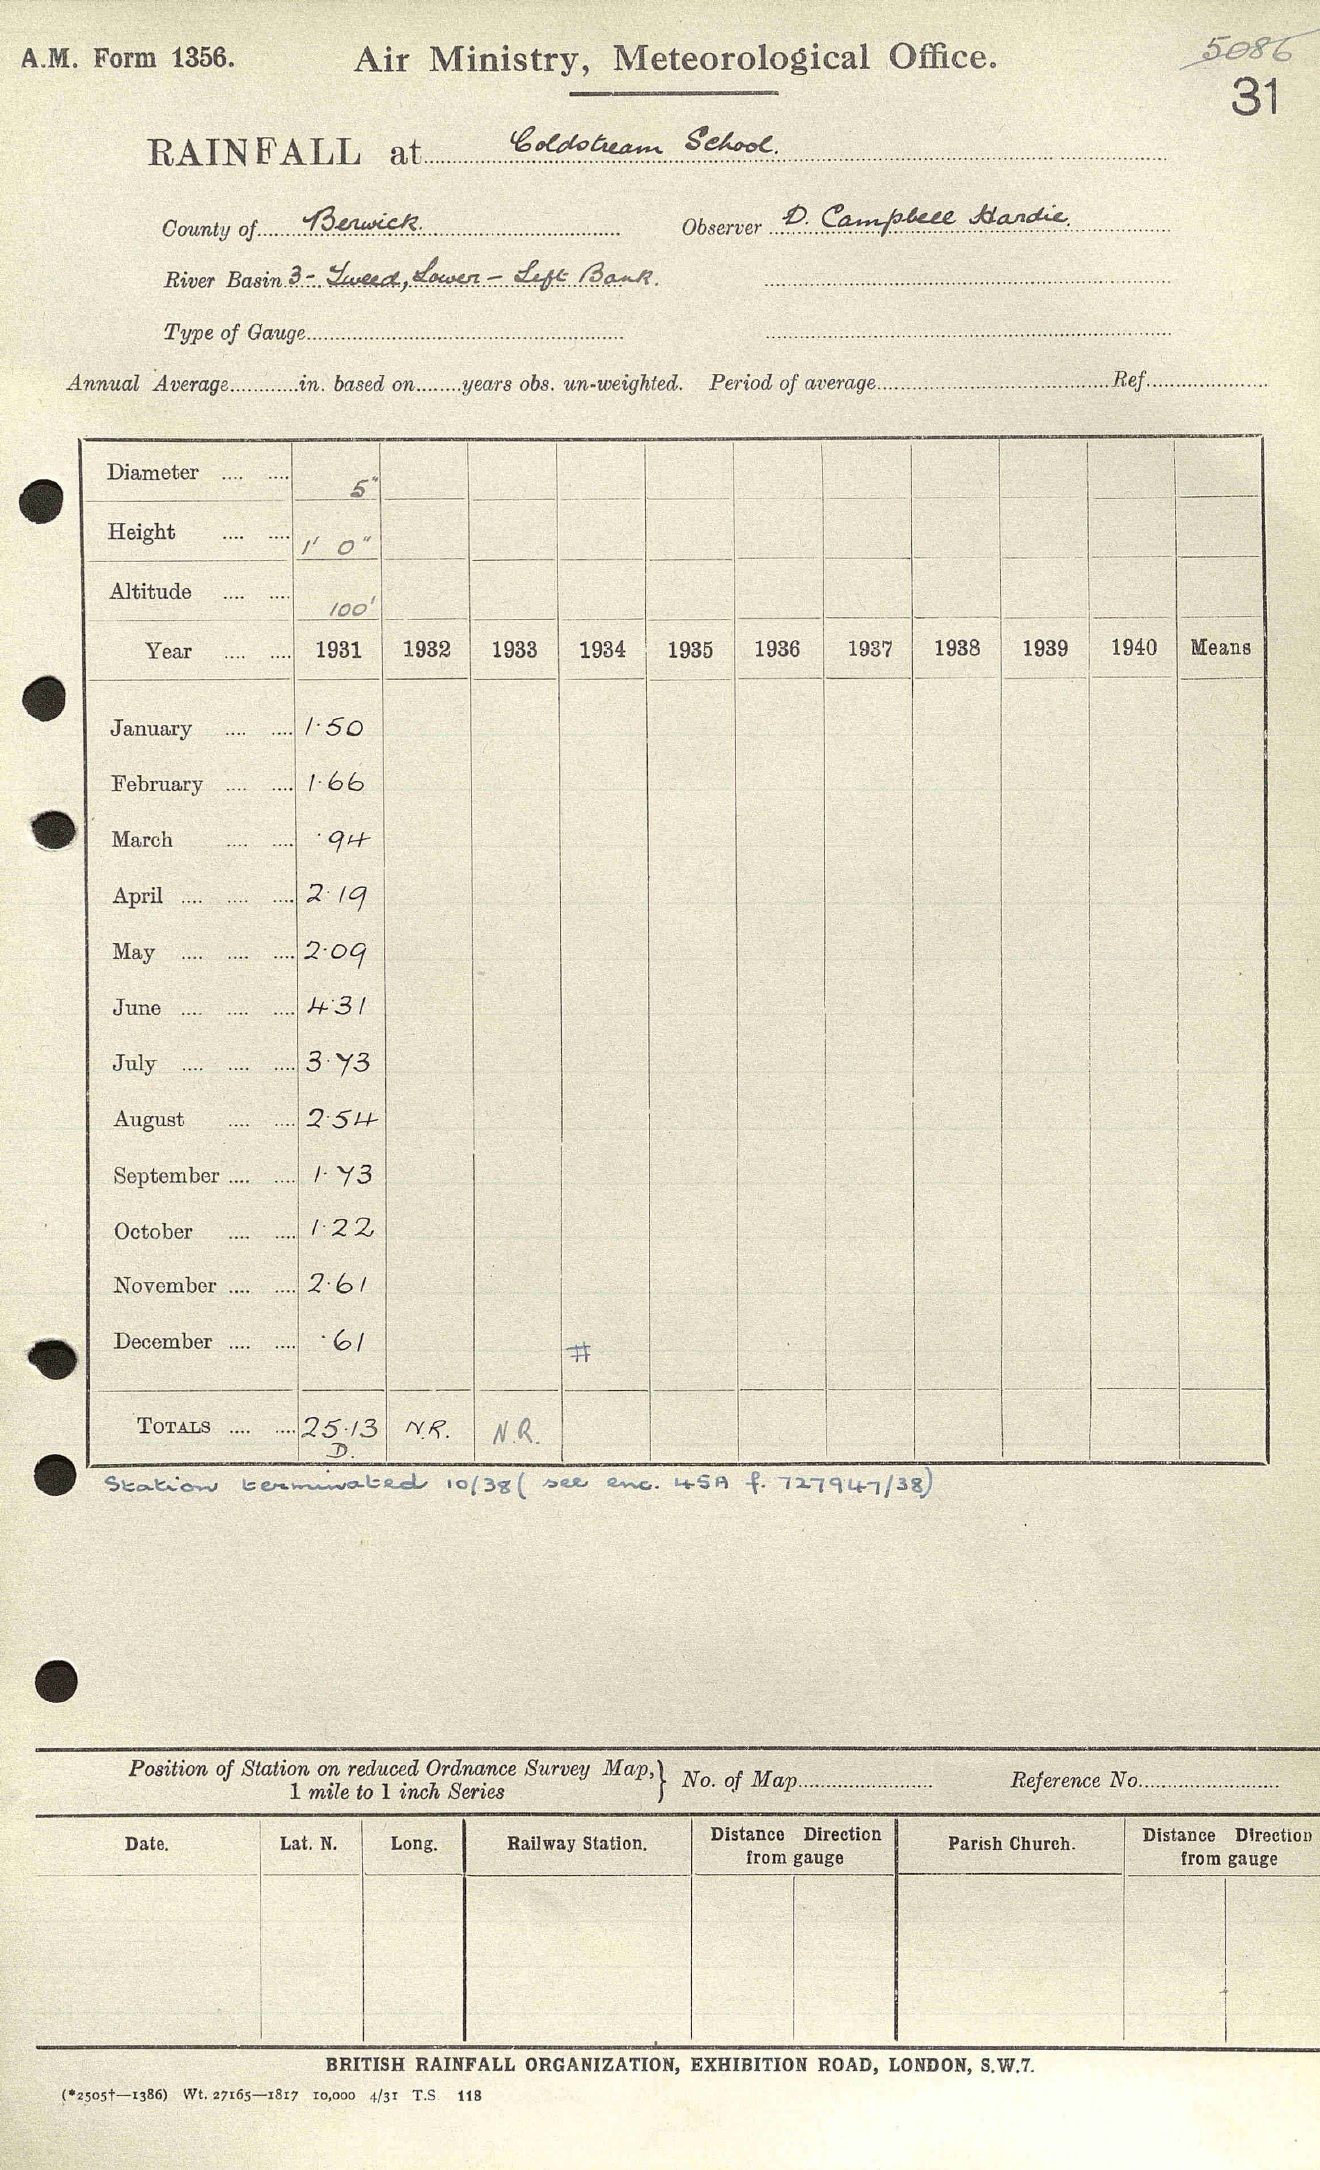 A.M. Form 1356. Air Ministry, Meteorological Office. 5086
31
RAINFALL at Coldstream School.
County of Berwick. Observer D. Campbell Hardie.
River Basin 3 - Tweed, Lower - Left Bank.
Type of Gauge
Annual Average in. based on years obs. un-weighted. Period of average Ref.
Diameter 5"
Height 1' 0"
Altitude 100'
Year 1931 1932 1933 1934 1935 1936 1937 1938 1939 1940 Means
January 1.50
February 1.66
March .94
April 2.19
May 2.09
June 4.31
July 3.73
August 2.54
September 1.73
October 1.22
November 2.61
December .61 #
TOTALS 25.13 N.R. N.R.
D.
Station terminated 10/38 (see enc. 45A f. 727947/38)
Position of Station on reduced Ordnance Survey Map, } No. of Map Reference No.
1 mile to 1 inch Series
Date. Lat. N. Long. Railway Station. Distance Direction from gauge Parish Church. Distance Direction from gauge
BRITISH RAINFALL ORGANIZATION, EXHIBITION ROAD, LONDON, S.W.7.
(*2505†—1386) Wt. 27165—1817 10,000 4/31 T.S 118